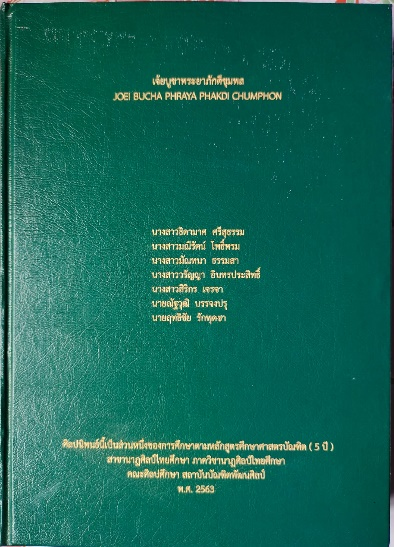 เจ้ยบูชาพระยาภักดีชุมพล
JOEI BUCHA PHRAYA PHAKDI CHUMPHON
นางสาวธิดามาศ ศรีสุธรรม
นางสาวมณีรัตน์ โพธิ์พรม
นางสาวมัณฑนา ธรรมสา
นางสาววรัญญา อินทรประสิทธิ์
นางสาวสิริกร เจรจา
นายณัฐวุฒิ บรรจงปรุ
นายฤทธิชัย
ศิลปนิพนธ์นี้เป็นส่วนหนึ่งของการศึกษาตามหลักสูตรศึกษาศาสตรบัณฑิต ( 5 ปี )
สาขานาฏศิลป์ไทยศึกษา ภาควิชานาฏศิลป์ไทยศึกษา
คณะศิลปศึกษา สถาบันบัณฑิตพัฒนศิลป์
พ.ศ. 2563